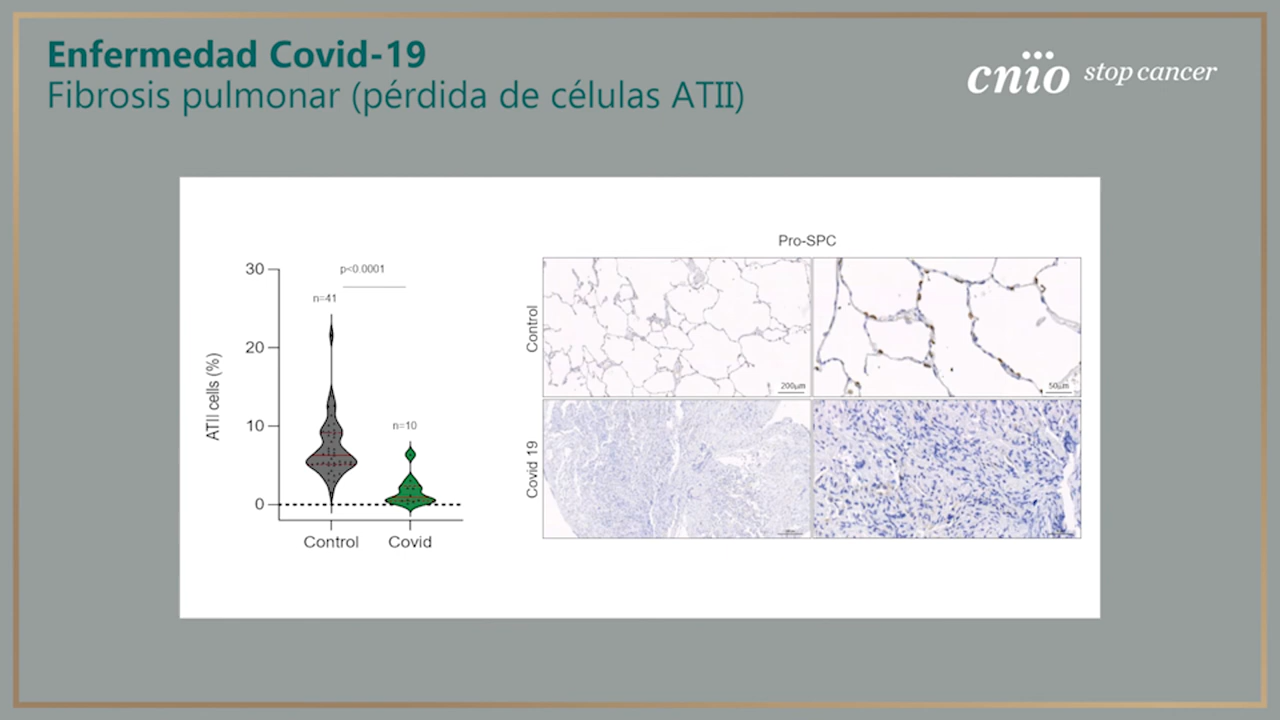 Enfermedad Covid-19
Fibrosis pulmonar (pérdida de células ATII)
cnio stop cancer
p<0.0001
n=41
n=10
30
20
10
0
ATII cells (%)
Control
Covid
Pro-SPC
Control
200µm
50µm
Covid 19